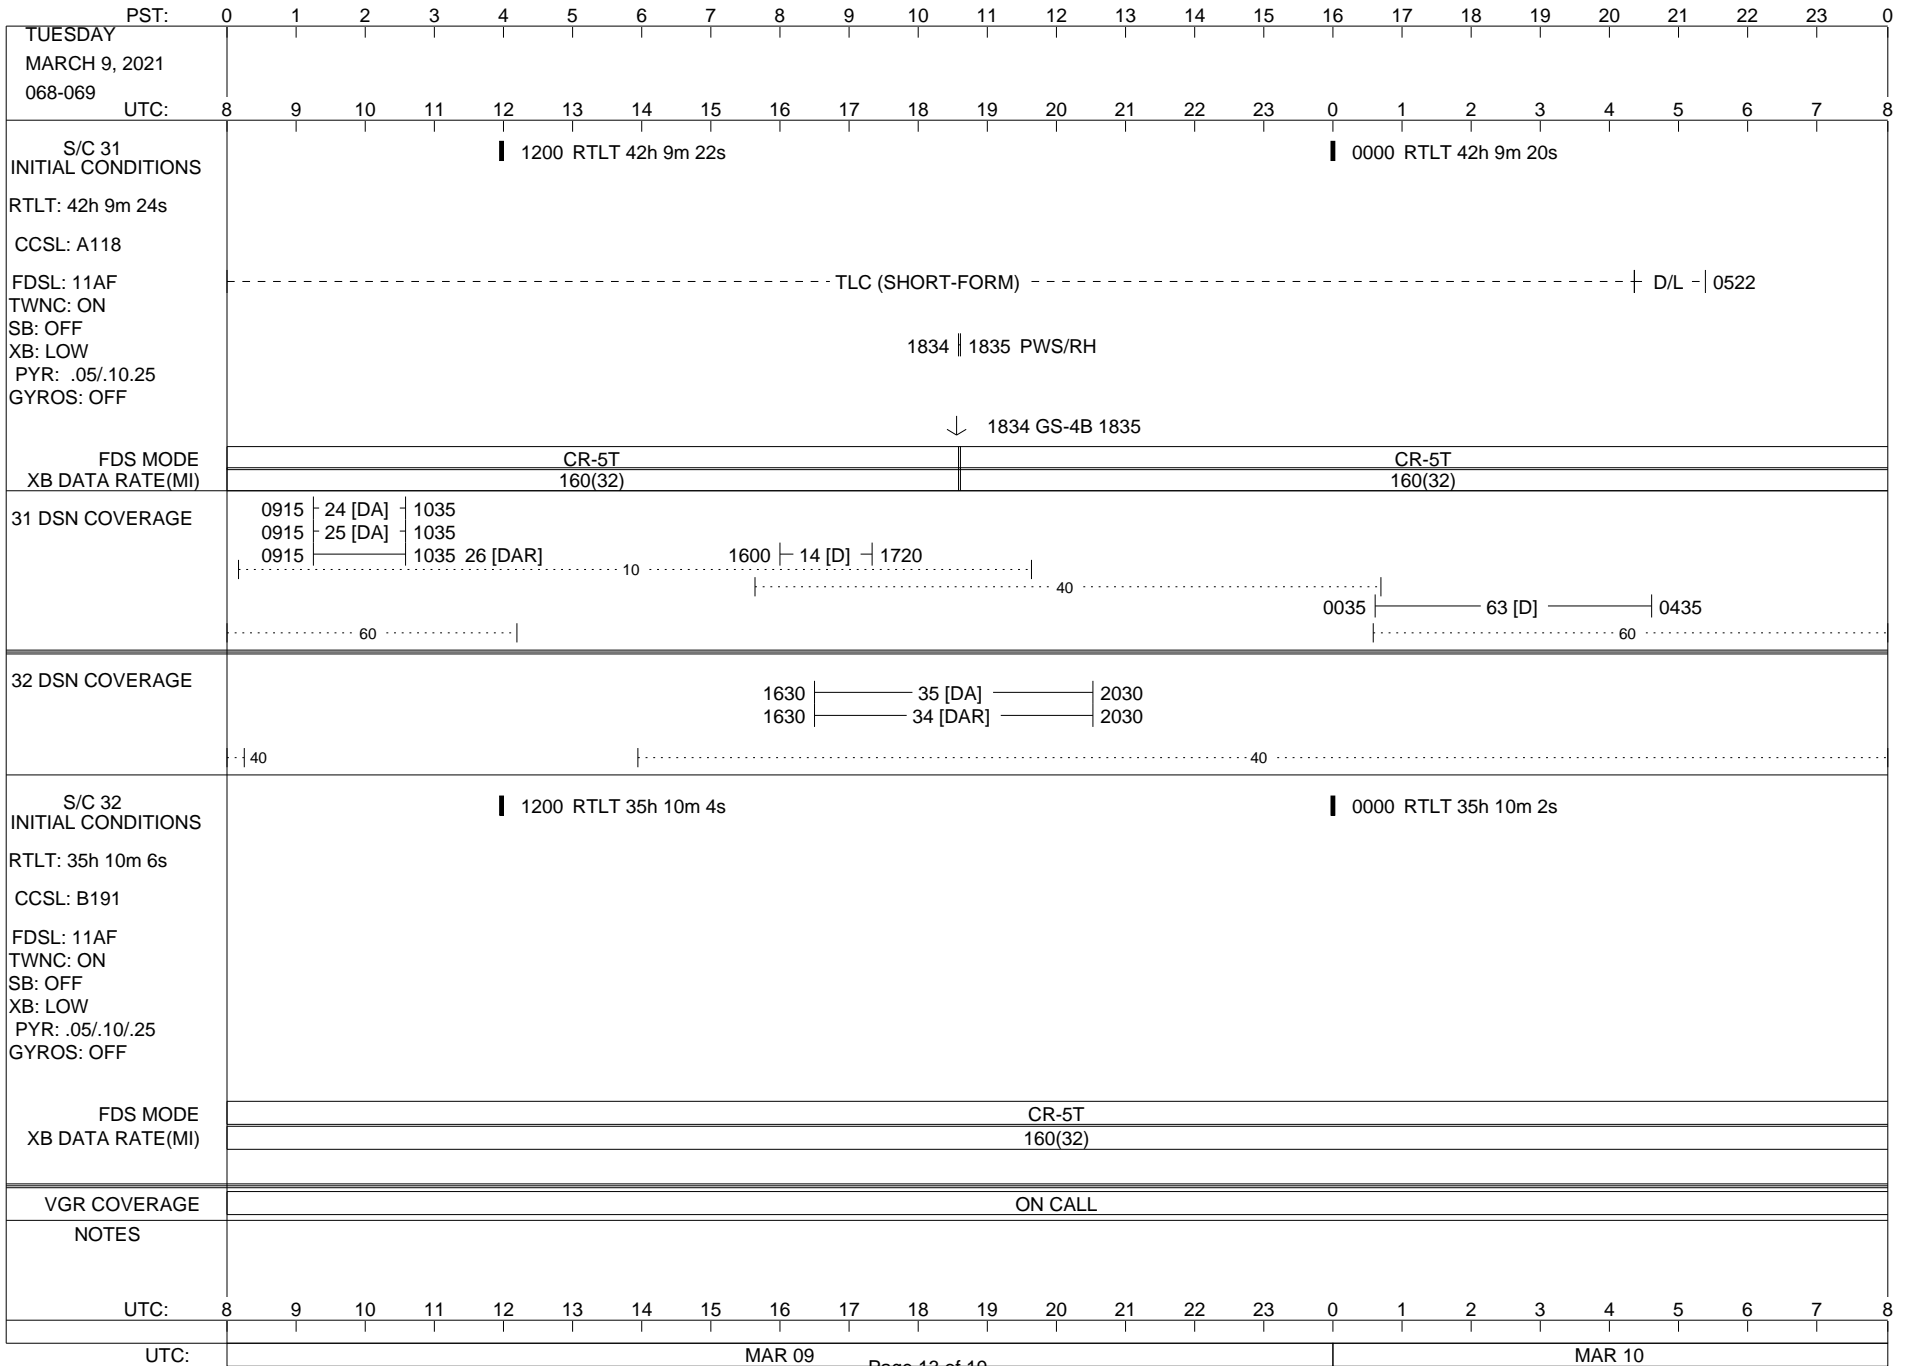 PST: 0 1 2 3 4 5 6 7 8 9 10 11 12 13 14 15 16 17 18 19 20 21 22 23 0
TUESDAY
MARCH 9, 2021
068-069
UTC: 8 9 10 11 12 13 14 15 16 17 18 19 20 21 22 23 0 1 2 3 4 5 6 7 8
S/C 31
INITIAL CONDITIONS
1200 RTLT 42h 9m 22s 0000 RTLT 42h 9m 20s
RTLT: 42h 9m 24s
CCSL: A118
FDSL: 11AF
TLC (SHORT-FORM) D/L 0522
TWNC: ON
SB: OFF
XB: LOW
1834 1835 PWS/RH
PYR: .05/.10.25
GYROS: OFF
1834 GS-4B 1835
FDS MODE CR-5T CR-5T
XB DATA RATE(MI) 160(32) 160(32)
31 DSN COVERAGE
0915 24 [DA] 1035
0915 25 [DA] 1035
0915 1035 26 [DAR] 1600 14 [D] 1720
10
40
0035 63 [D] 0435
60 60
32 DSN COVERAGE
1630 35 [DA] 2030
1630 34 [DAR] 2030
40 40
S/C 32
INITIAL CONDITIONS
1200 RTLT 35h 10m 4s 0000 RTLT 35h 10m 2s
RTLT: 35h 10m 6s
CCSL: B191
FDSL: 11AF
TWNC: ON
SB: OFF
XB: LOW
PYR: .05/.10/.25
GYROS: OFF
FDS MODE CR-5T
XB DATA RATE(MI) 160(32)
VGR COVERAGE ON CALL
NOTES
UTC: 8 9 10 11 12 13 14 15 16 17 18 19 20 21 22 23 0 1 2 3 4 5 6 7 8
UTC: MAR 09 MAR 10